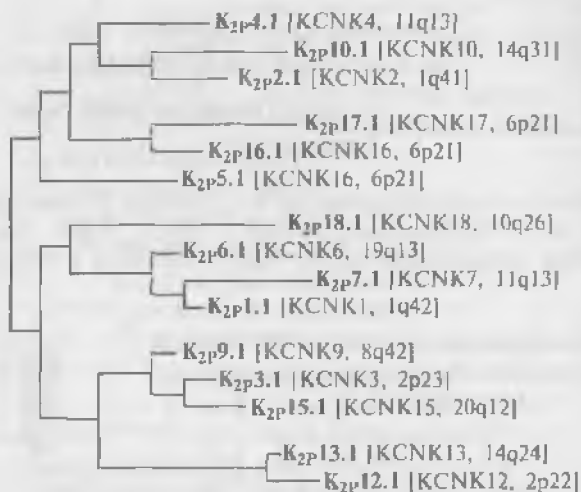 K2P4.1 [KCNK4, 11q13]
K2P10.1 [KCNK10, 14q31]
K2P2.1 [KCNK2, 1q41]
K2P17.1 [KCNK17, 6p21]
K2P16.1 [KCNK16, 6p21]
K2P5.1 [KCNK16, 6p21]
K2P18.1 [KCNK18, 10q26]
K2P6.1 [KCNK6, 19q13]
K2P7.1 [KCNK7, 11q13]
K2P1.1 [KCNK1, 1q42]
K2P9.1 [KCNK9, 8q42]
K2P3.1 [KCNK3, 2p23]
K2P15.1 [KCNK15, 20q12]
K2P13.1 [KCNK13, 14q24]
K2P12.1 [KCNK12, 2p22]